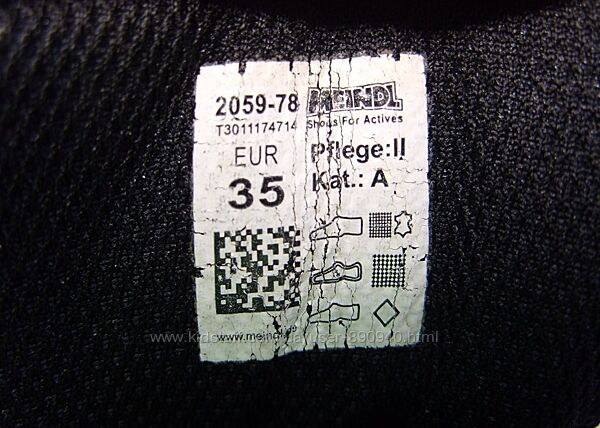 2059-78 MEINDL
T3011174714 Shoes For Actives
EUR Pflege:II
35 Kat.: A
www.meindl.de